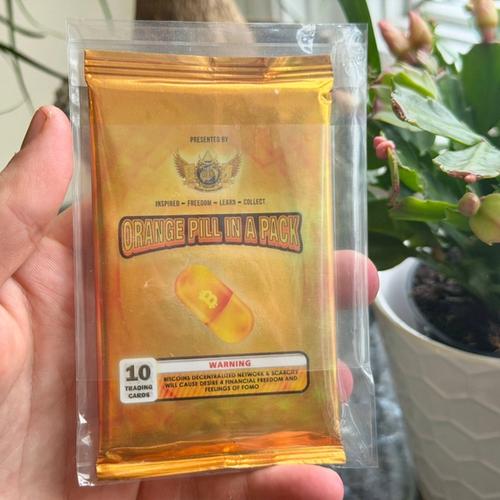 PRESENTED BY
INSPIRED - FREEDOM - LEARN - COLLECT
ORANGE PILL IN A PACK
10
TRADING
CARDS
WARNING
BITCOINS DECENTRALIZED NETWORK & SCARCITY
WILL CAUSE DESIRE 4 FINANCIAL FREEDOM AND
FEELINGS OF FOMO